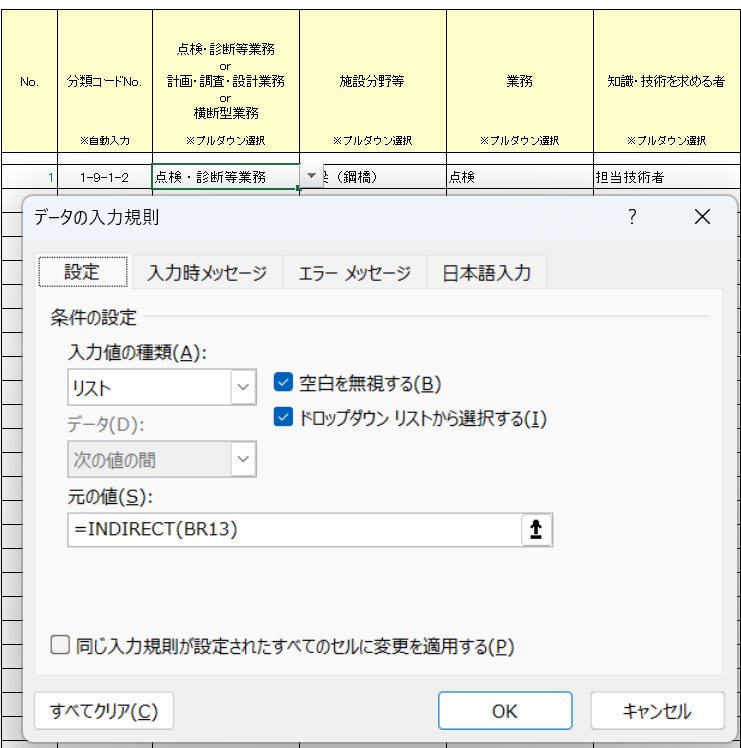 No.
分類コードNo.
※自動入力
点検・診断等業務
or
計画・調査・設計業務
or
横断型業務
※プルダウン選択
施設分野等
※プルダウン選択
業務
※プルダウン選択
知識・技術を求める者
※プルダウン選択
1
1-9-1-2
点検・診断等業務
（鋼橋）
点検
担当技術者
データの入力規則
?
設定
入力時メッセージ
エラー メッセージ
日本語入力
条件の設定
入力値の種類(A):
リスト
空白を無視する(B)
データ(D):
ドロップダウン リストから選択する(I)
次の値の間
元の値(S):
=INDIRECT(BR13)
同じ入力規則が設定されたすべてのセルに変更を適用する(P)
すべてクリア(C)
OK
キャンセル